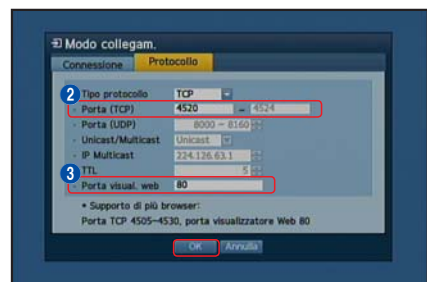 Modo collegam.
Connessione Protocollo
2 Tipo protocollo TCP
Porta (TCP) 4520 ~ 4524
Porta (UDP) 8000 ~ 8160
Unicast/Multicast Unicast
IP Multicast 224.126.63.1
TTL 5
3 Porta visual. web 80
• Supporto di più browser:
Porta TCP 4505~4530, porta visualizzatore Web 80
OK Annulla